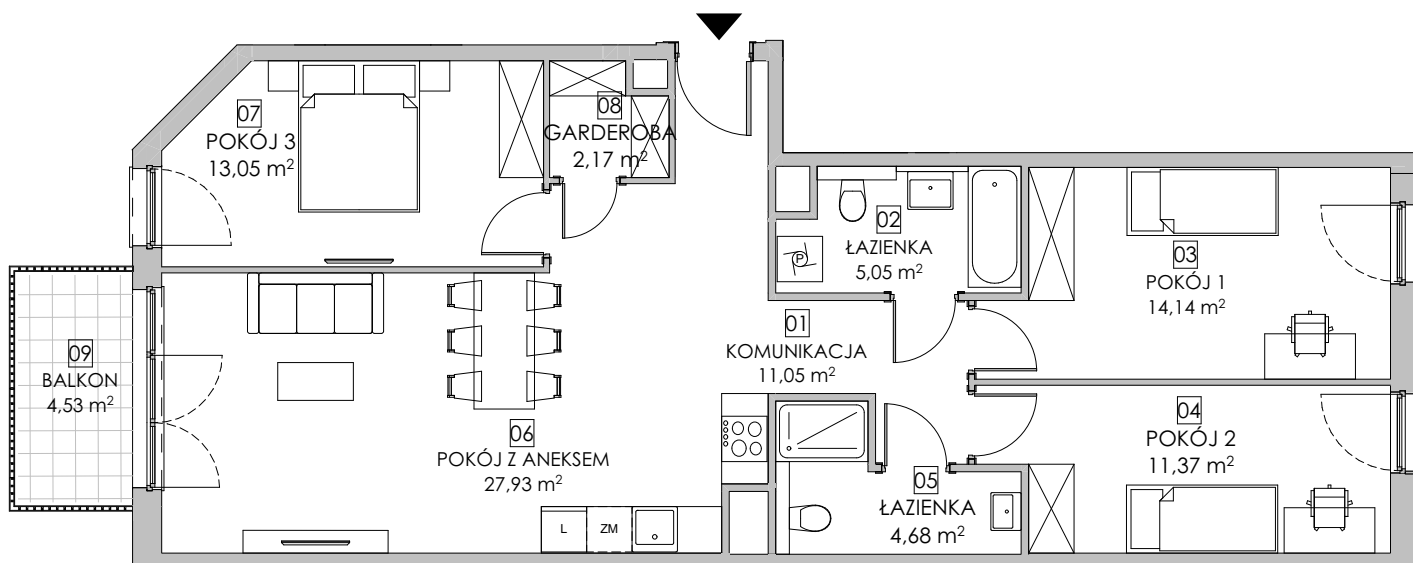 07
POKÓJ 3
13,05 m²
08
GARDEROBA
2,17 m²
02
ŁAZIENKA
5,05 m²
P
03
POKÓJ 1
14,14 m²
01
KOMUNIKACJA
11,05 m²
09
BALKON
4,53 m²
06
POKÓJ Z ANEKSEM
27,93 m²
04
POKÓJ 2
11,37 m²
05
ŁAZIENKA
4,68 m²
L
ZM